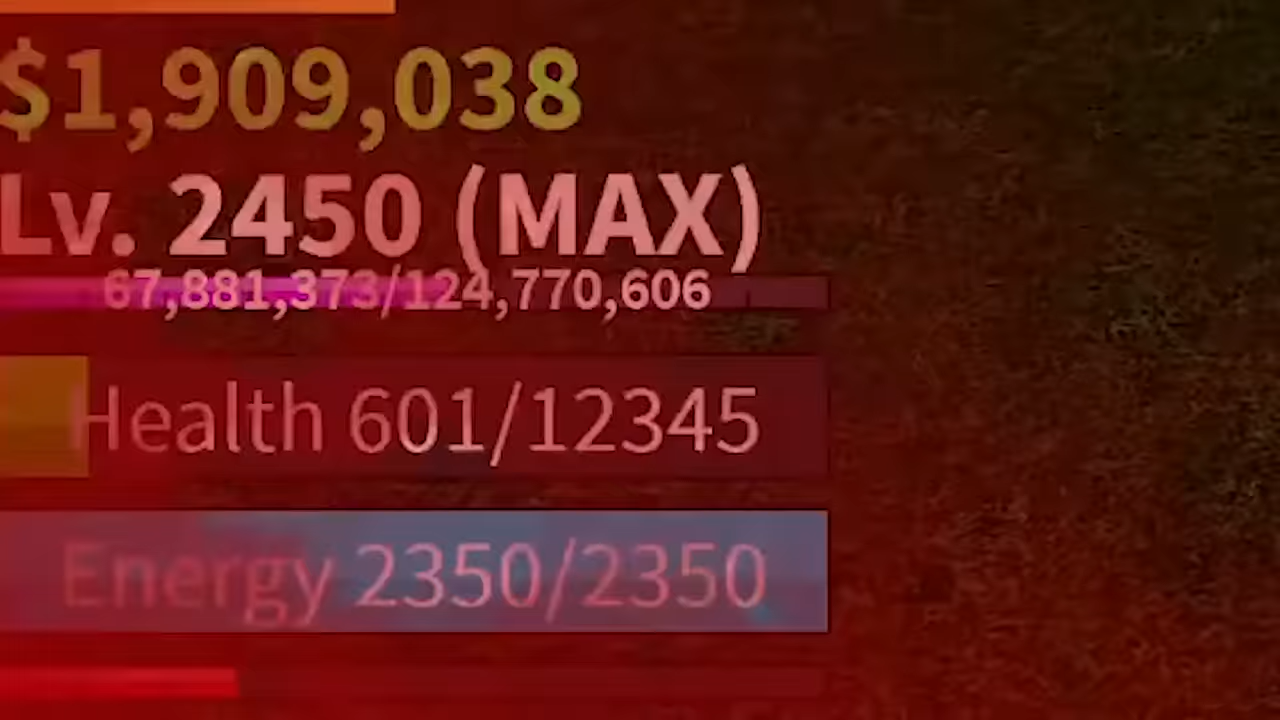 $1,909,038
Lv. 2450 (MAX)
67,881,373/124,770,606
Health 601/12345
Energy 2350/2350